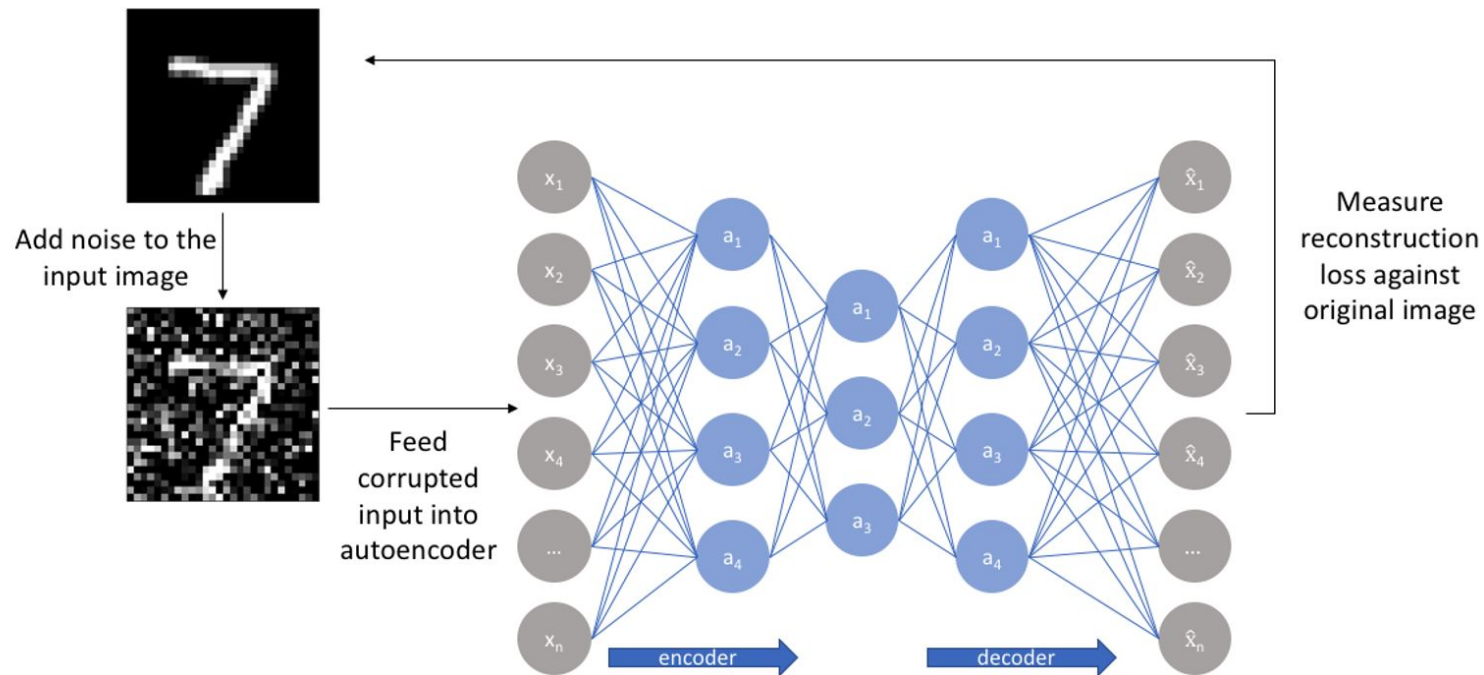 Add noise to the
input image
Feed
corrupted
input into
autoencoder
x₁
x₂
x₃
x₄
...
xₙ
a₁
a₂
a₃
a₄
a₁
a₂
a₃
a₁
a₂
a₃
a₄
x̂₁
x̂₂
x̂₃
x̂₄
...
x̂ₙ
encoder
decoder
Measure
reconstruction
loss against
original image
7
7